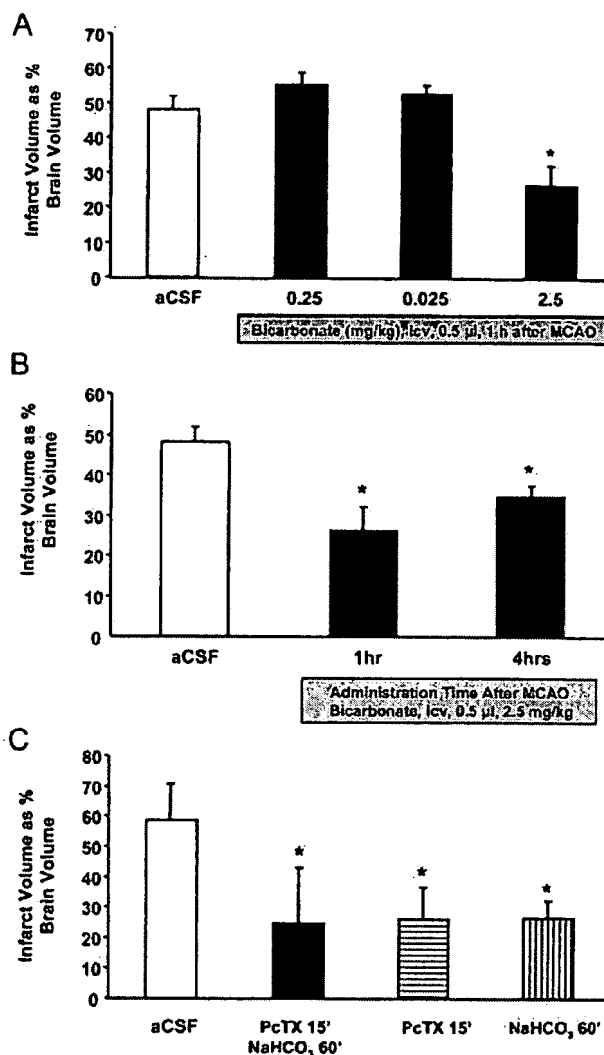 A
Infarct Volume as %
Brain Volume
70
60
50
40
30
20
10
0
*
aCSF 0.25 0.025 2.5
Bicarbonate (mg/kg), icv, 0.5 µl, 1 h after MCAO
B
Infarct Volume as %
Brain Volume
60
50
40
30
20
10
0
* *
aCSF 1hr 4hrs
Administration Time After MCAO
Bicarbonate, icv, 0.5 µl, 2.5 mg/kg
C
Infarct Volume as %
Brain Volume
80
70
60
50
40
30
20
10
0
* * *
aCSF PcTX 15' PcTX 15' NaHCO₃ 60'
NaHCO₃ 60'